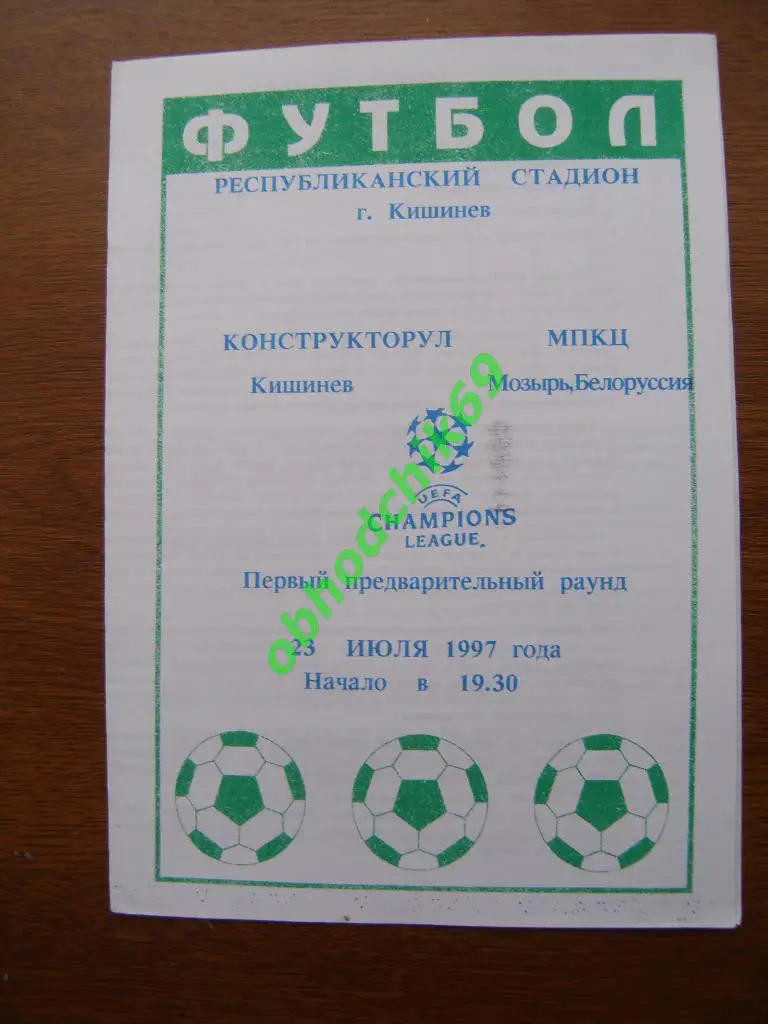 ФУТБОЛ
РЕСПУБЛИКАНСКИЙ СТАДИОН
г. Кишинев
КОНСТРУКТОРУЛ МПКЦ
Кишинев Мозырь,Белоруссия
UEFA
CHAMPIONS
LEAGUE
Первый предварительный раунд
23 ИЮЛЯ 1997 года
Начало в 19.30
obhodchik69